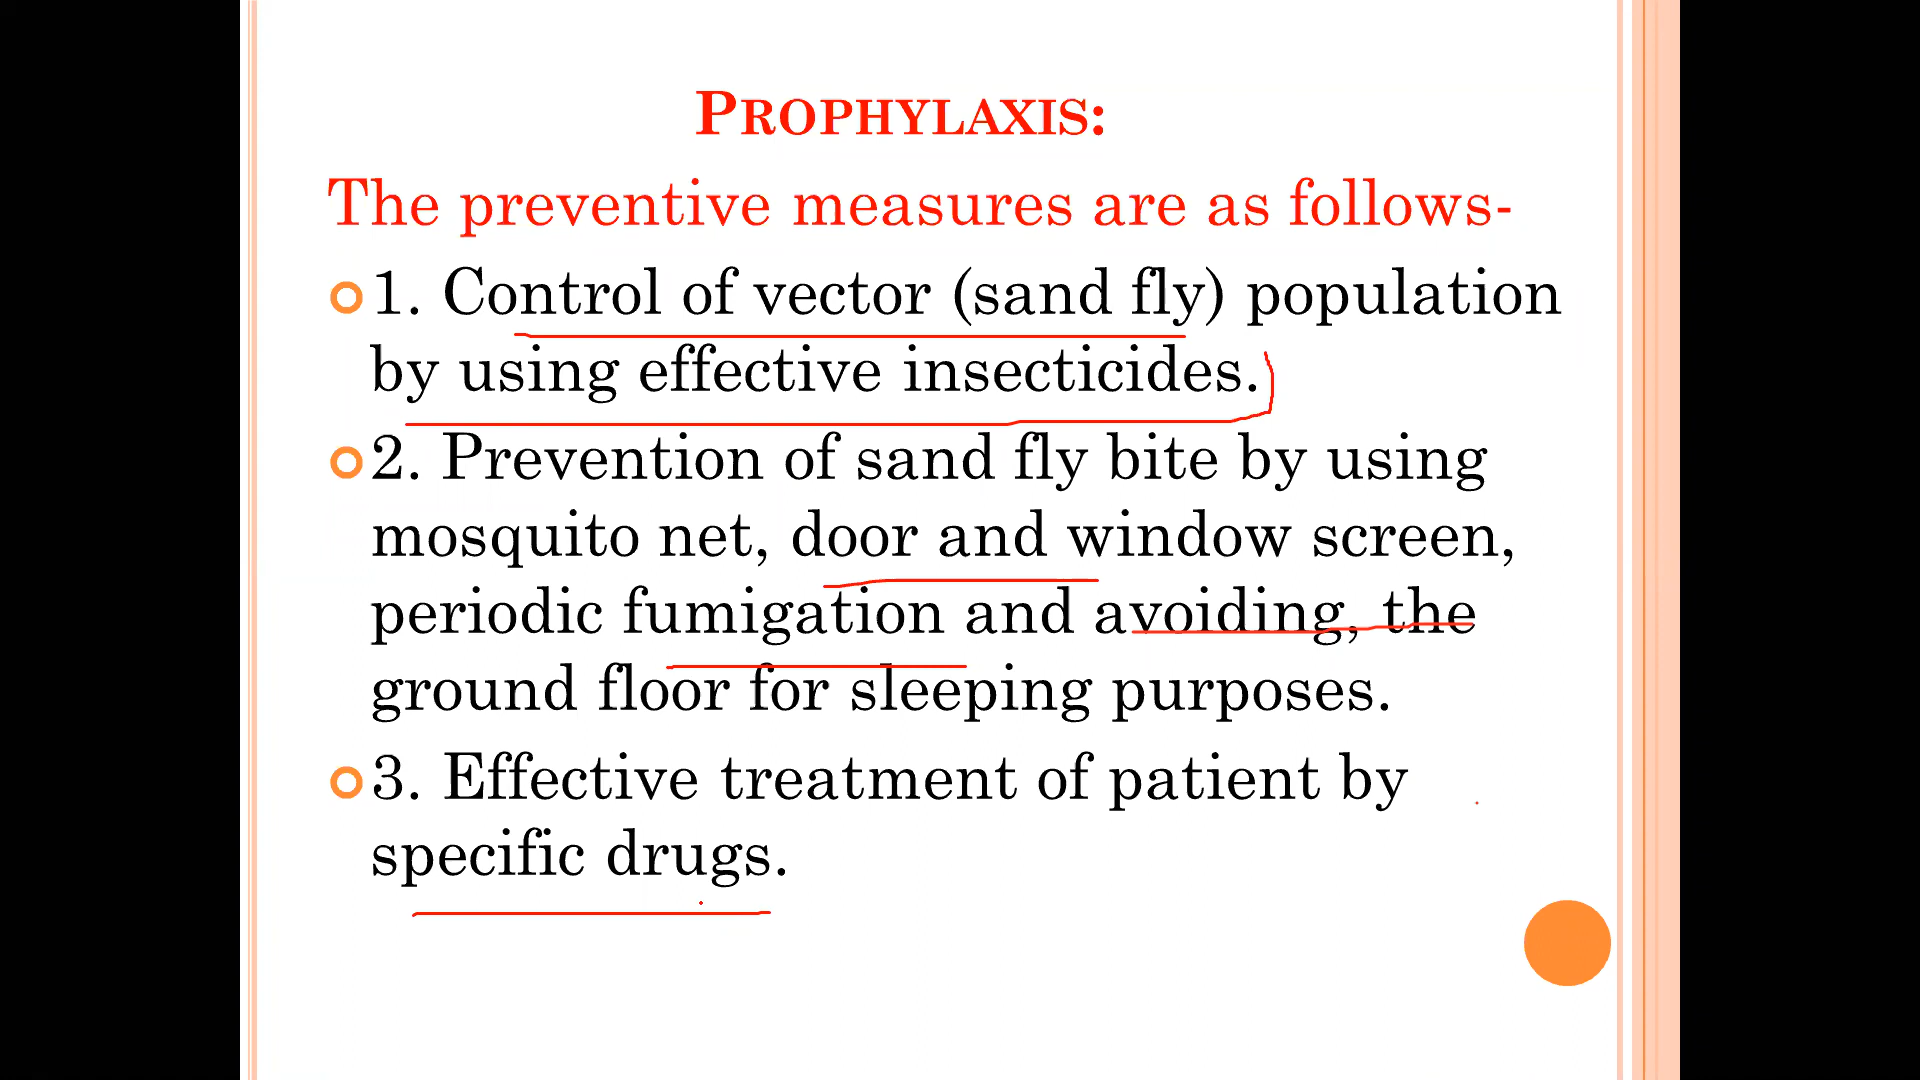 PROPHYLAXIS:
The preventive measures are as follows-
1. Control of vector (sand fly) population
by using effective insecticides.
2. Prevention of sand fly bite by using
mosquito net, door and window screen,
periodic fumigation and avoiding, the
ground floor for sleeping purposes.
3. Effective treatment of patient by
specific drugs.